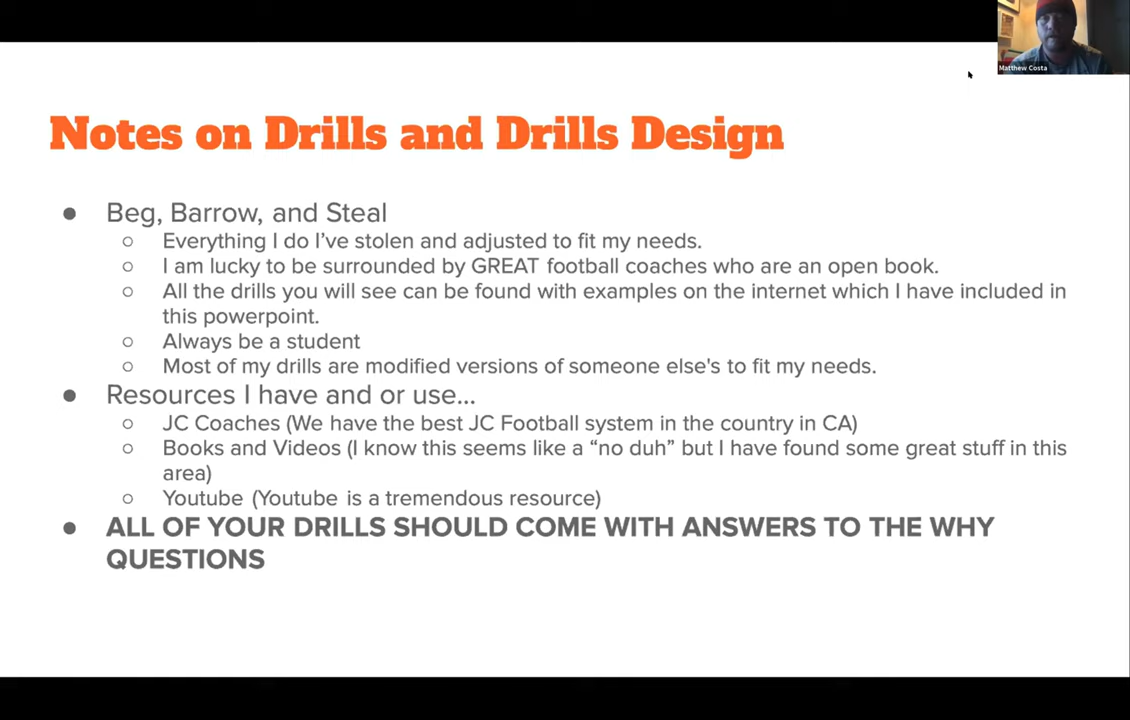 Matthew Costa
Notes on Drills and Drills Design
● Beg, Barrow, and Steal
○ Everything I do I've stolen and adjusted to fit my needs.
○ I am lucky to be surrounded by GREAT football coaches who are an open book.
○ All the drills you will see can be found with examples on the internet which I have included in
this powerpoint.
○ Always be a student
○ Most of my drills are modified versions of someone else's to fit my needs.
● Resources I have and or use...
○ JC Coaches (We have the best JC Football system in the country in CA)
○ Books and Videos (I know this seems like a “no duh” but I have found some great stuff in this
area)
○ Youtube (Youtube is a tremendous resource)
● ALL OF YOUR DRILLS SHOULD COME WITH ANSWERS TO THE WHY
QUESTIONS